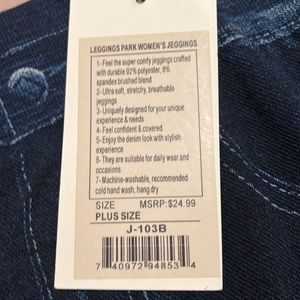 LEGGINGS PARK WOMEN'S JEGGINGS
1- Feel the super comfy jeggings crafted
with durable 92% polyester, 8%
spandex brushed blend
2- Ultra soft, stretchy, breathable
jeggings
3- Uniquely designed for your unique
experience & needs
4- Feel confident & covered
5- Enjoy the denim look with stylish
experience
6- They are suitable for daily wear and
occasions
7- Machine-washable, recommended
cold hand wash, hang dry
SIZE MSRP:$24.99
PLUS SIZE
J-103B
7 40972 94853 4